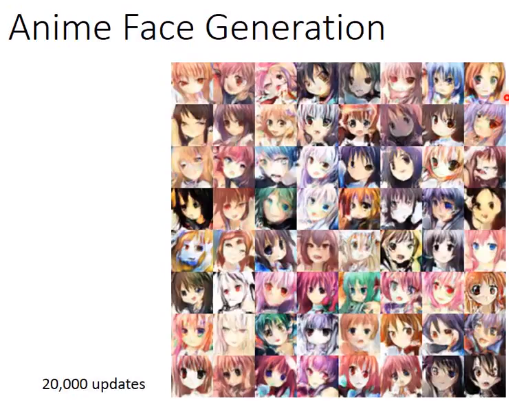 Anime Face Generation
20,000 updates